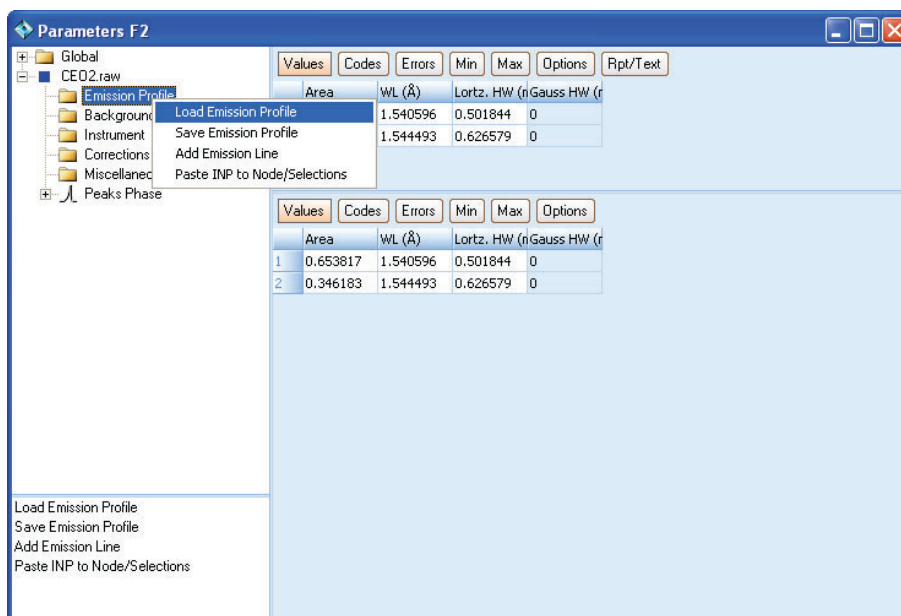 Parameters F2
Global
CEO2.raw
Emission Profile
Background
Instrument
Corrections
Miscellaneo
Peaks Phase
Load Emission Profile
Save Emission Profile
Add Emission Line
Paste INP to Node/Selections
Values Codes Errors Min Max Options Rpt/Text
Area WL (Å) Lortz. HW (n Gauss HW (r
1.540596 0.501844 0
1.544493 0.626579 0
Values Codes Errors Min Max Options
Area WL (Å) Lortz. HW (n Gauss HW (r
1 0.653817 1.540596 0.501844 0
2 0.346183 1.544493 0.626579 0
Load Emission Profile
Save Emission Profile
Add Emission Line
Paste INP to Node/Selections